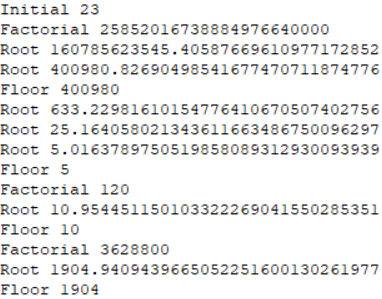 Initial 23
Factorial 25852016738884976640000
Root 160785623545.40587669610977172852
Root 400980.82690498541677470711874776
Floor 400980
Root 633.22981610154776410670507402756
Root 25.164058021343611663486750096297
Root 5.0163789750519858089312930093939
Floor 5
Factorial 120
Root 10.954451150103322269041550285351
Floor 10
Factorial 3628800
Root 1904.9409439665052251600130261977
Floor 1904